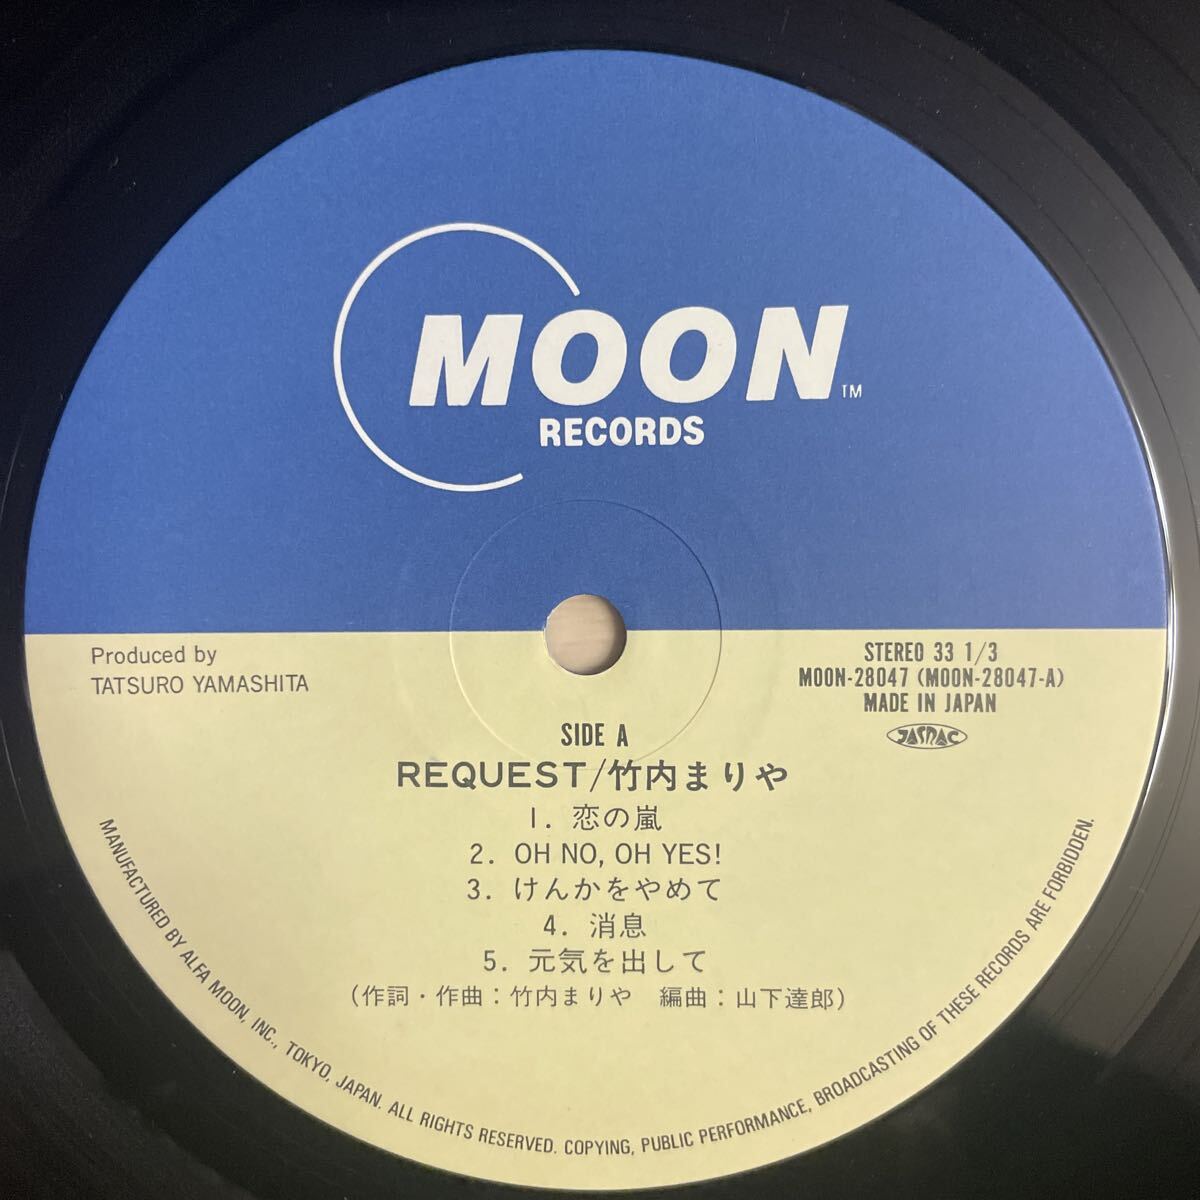 MOON TM
RECORDS
Produced by
TATSURO YAMASHITA
STEREO 33 1/3
MOON-28047 (MOON-28047-A)
MADE IN JAPAN
JASRAC
SIDE A
REQUEST/竹内まりや
1. 恋の嵐
2. OH NO, OH YES!
3. けんかをやめて
4. 消息
5. 元気を出して
(作詞・作曲:竹内まりや 編曲:山下達郎)
MANUFACTURED BY ALFA MOON, INC., TOKYO, JAPAN. ALL RIGHTS RESERVED. COPYING, PUBLIC PERFORMANCE, BROADCASTING OF THESE RECORDS ARE FORBIDDEN.